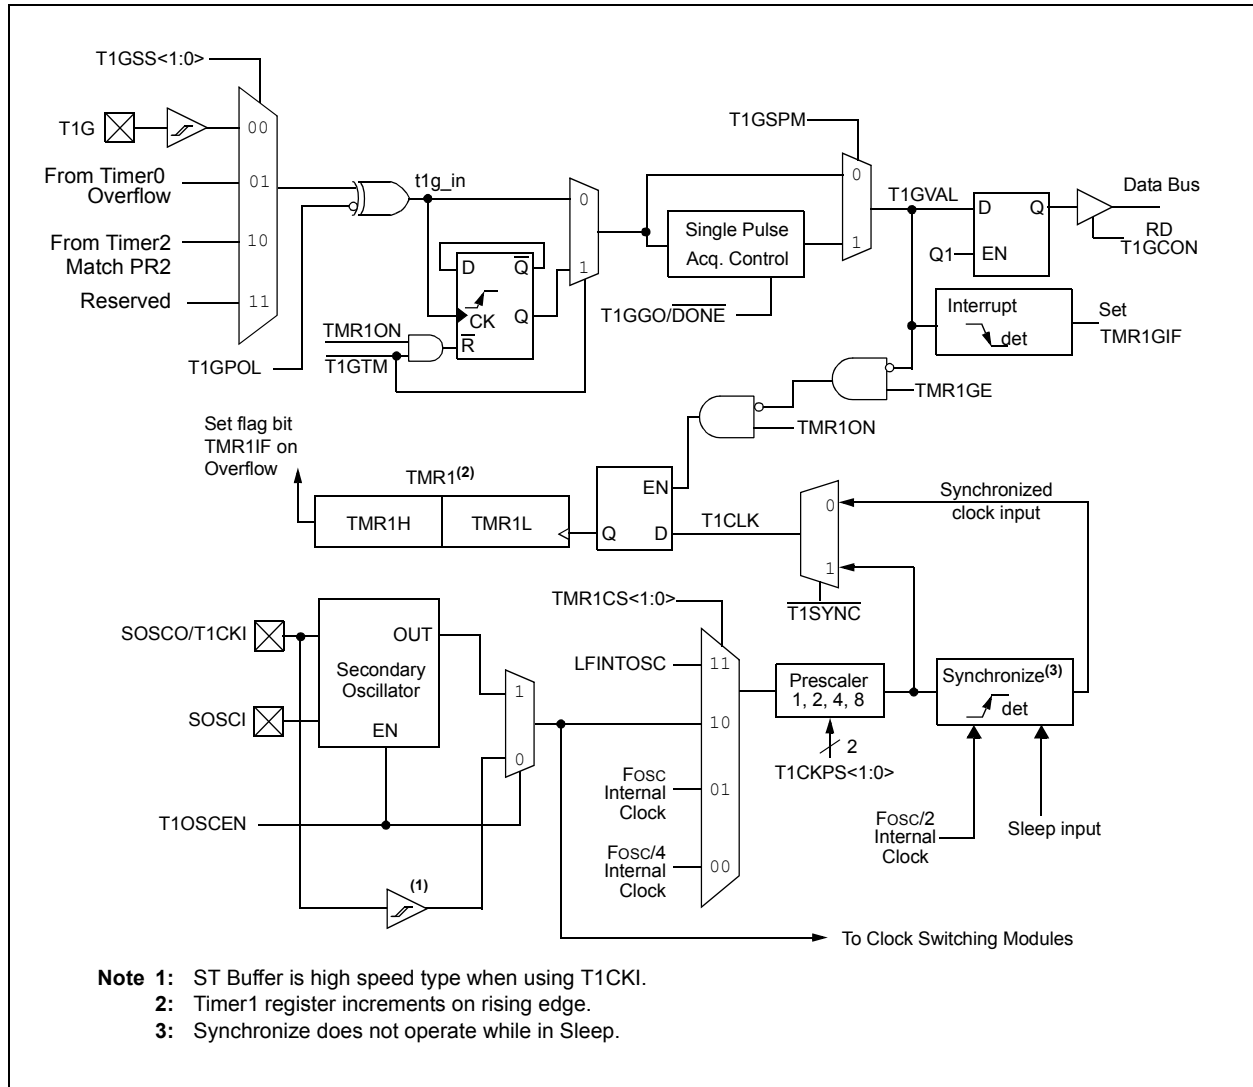 T1GSS<1:0>
T1G
00
From Timer0
Overflow
01
From Timer2
Match PR2
10
Reserved
11
T1GPOL
t1g_in
D
Q
CK
Q
R
TMR1ON
T1GTM
0
1
Single Pulse
Acq. Control
T1GGO/DONE
T1GSPM
0
1
T1GVAL
D
Q
Q1
EN
Data Bus
RD
T1GCON
Interrupt
det
Set
TMR1GIF
TMR1GE
TMR1ON
Set flag bit
TMR1IF on
Overflow
TMR1(2)
TMR1H
TMR1L
EN
Q
D
T1CLK
0
1
T1SYNC
Synchronized
clock input
SOSCO/T1CKI
OUT
Secondary
Oscillator
SOSCI
EN
T1OSCEN
1
0
(1)
TMR1CS<1:0>
LFINTOSC
11
10
FOSC
Internal
Clock
01
FOSC/4
Internal
Clock
00
Prescaler
1, 2, 4, 8
2
T1CKPS<1:0>
Synchronize(3)
det
FOSC/2
Internal
Clock
Sleep input
To Clock Switching Modules
Note 1: ST Buffer is high speed type when using T1CKI.
2: Timer1 register increments on rising edge.
3: Synchronize does not operate while in Sleep.